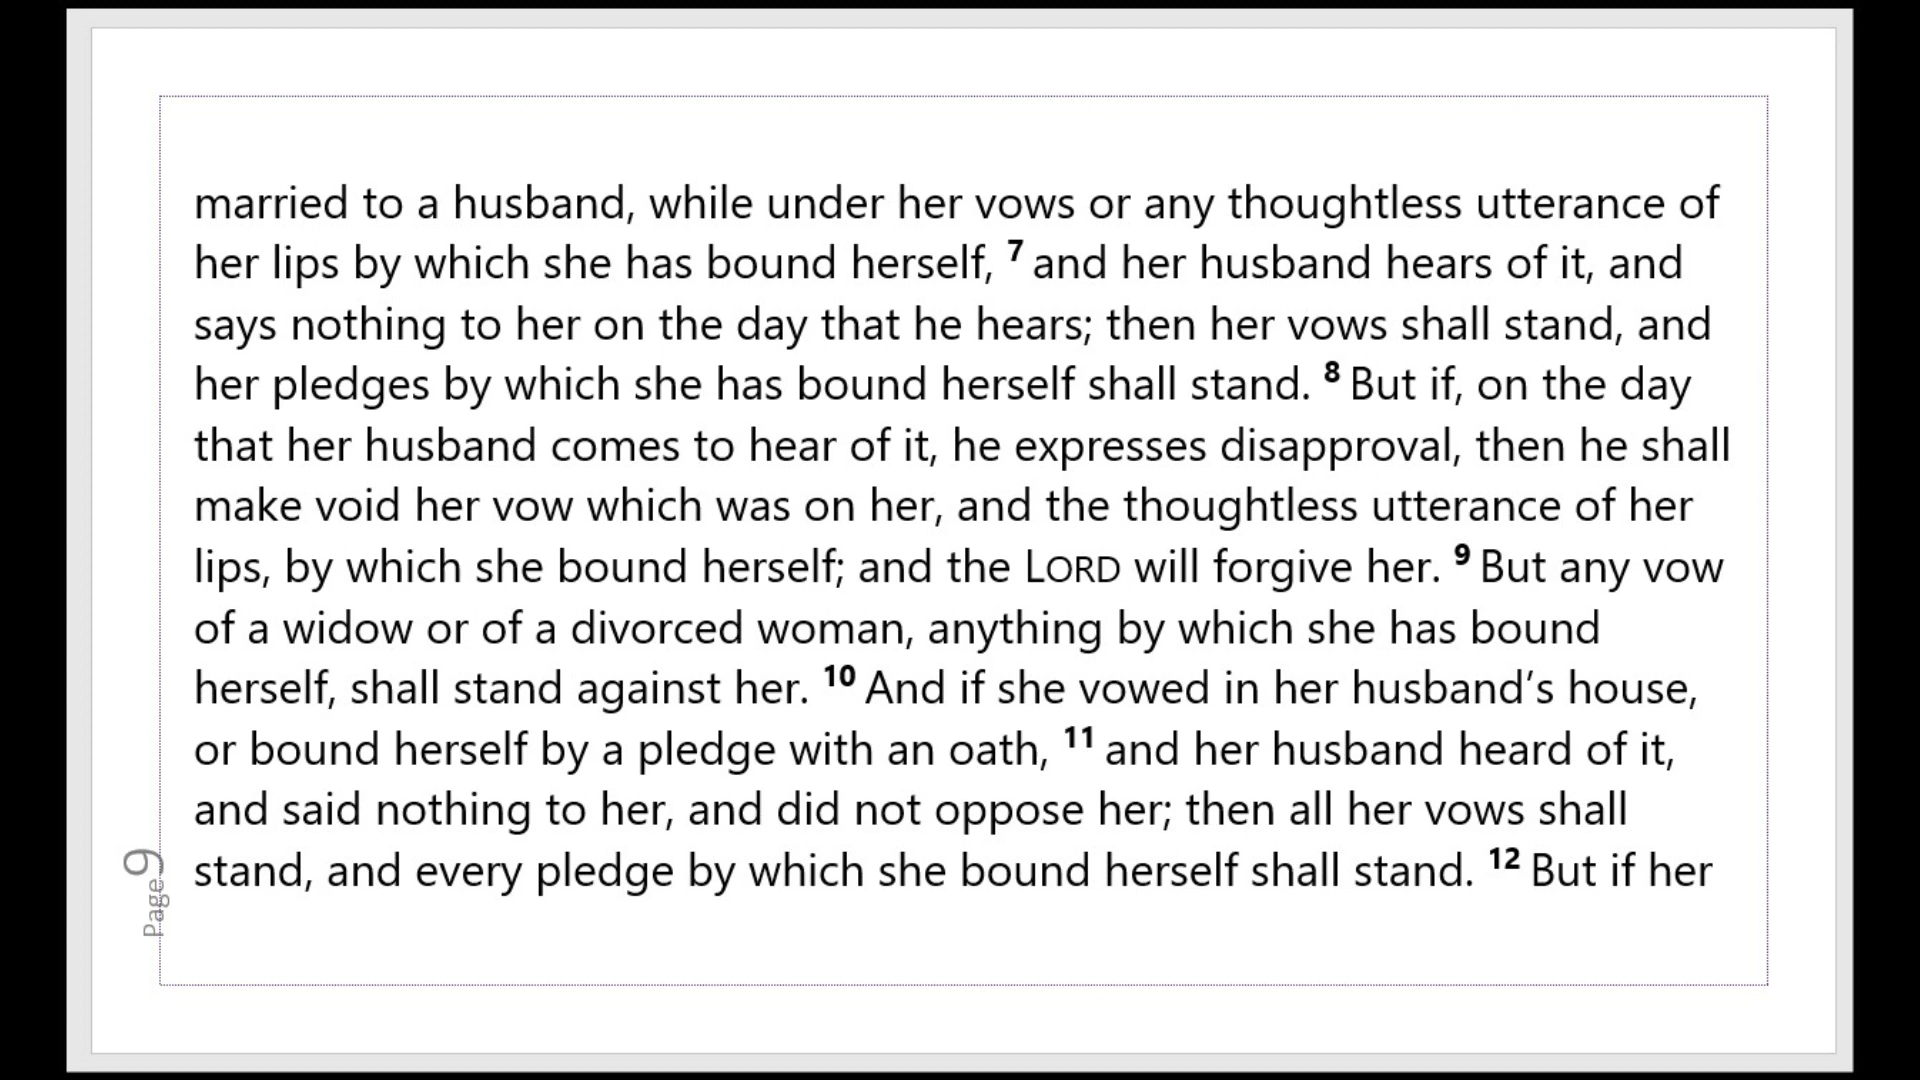 married to a husband, while under her vows or any thoughtless utterance of
her lips by which she has bound herself, 7 and her husband hears of it, and
says nothing to her on the day that he hears; then her vows shall stand, and
her pledges by which she has bound herself shall stand. 8 But if, on the day
that her husband comes to hear of it, he expresses disapproval, then he shall
make void her vow which was on her, and the thoughtless utterance of her
lips, by which she bound herself; and the LORD will forgive her. 9 But any vow
of a widow or of a divorced woman, anything by which she has bound
herself, shall stand against her. 10 And if she vowed in her husband’s house,
or bound herself by a pledge with an oath, 11 and her husband heard of it,
and said nothing to her, and did not oppose her; then all her vows shall
stand, and every pledge by which she bound herself shall stand. 12 But if her
Page 9